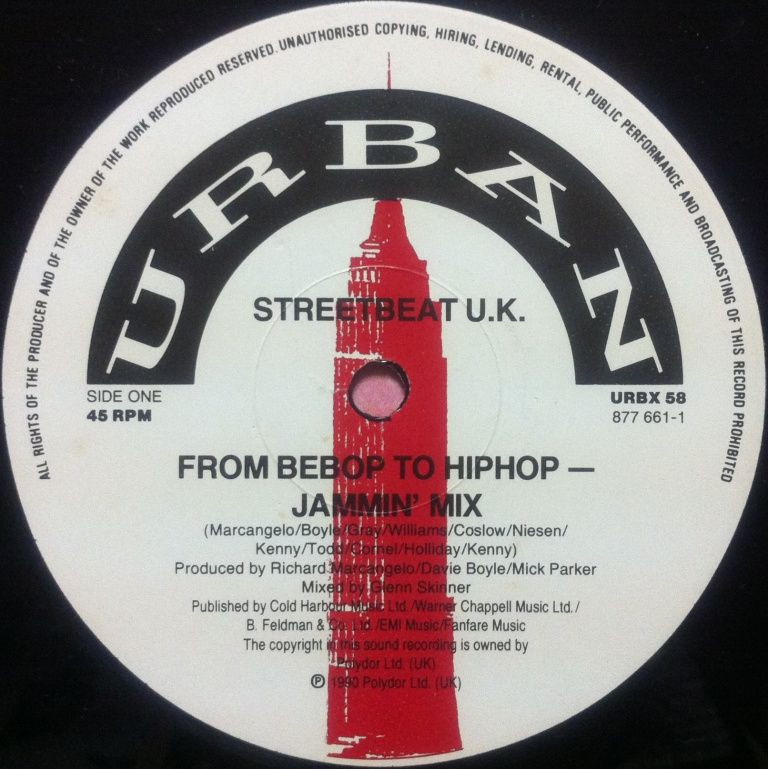 ALL RIGHTS OF THE PRODUCER AND OF THE OWNER OF THE WORK REPRODUCED RESERVED. UNAUTHORISED COPYING, HIRING, LENDING, RENTAL, PUBLIC PERFORMANCE AND BROADCASTING OF THIS RECORD PROHIBITED
URBAN
STREETBEAT U.K.
SIDE ONE
45 RPM
URBX 58
877 661-1
FROM BEBOP TO HIPHOP —
JAMMIN' MIX
(Marcangelo/Boyle/Gray/Williams/Coslow/Niesen/
Kenny/Todd/Cornel/Holliday/Kenny)
Produced by Richard Marcangelo/Davie Boyle/Mick Parker
Mixed by Glenn Skinner
Published by Cold Harbour Music Ltd./Warner Chappell Music Ltd./
B. Feldman & Co. Ltd./EMI Music/Fanfare Music
The copyright in this sound recording is owned by
Polydor Ltd. (UK)
℗ 1990 Polydor Ltd. (UK)